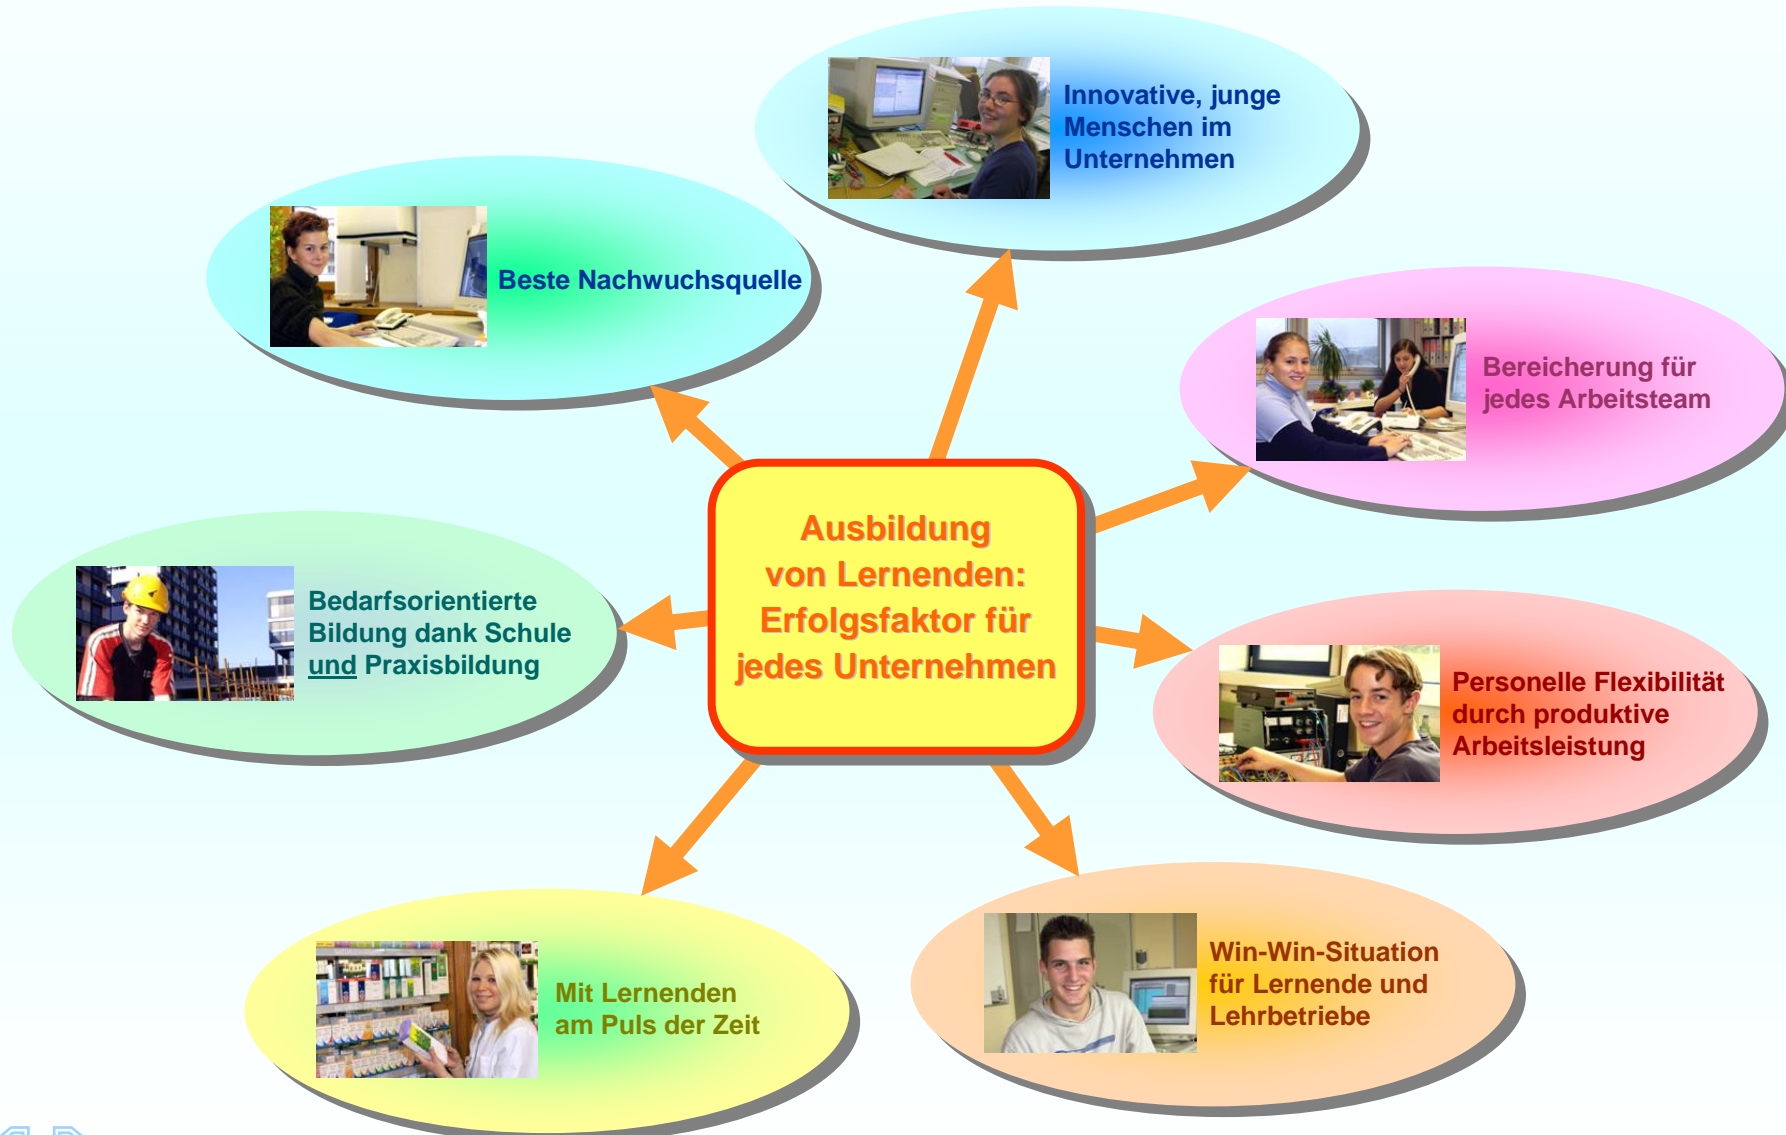 Innovative, junge
Menschen im
Unternehmen
Beste Nachwuchsquelle
Bereicherung für
jedes Arbeitsteam
Ausbildung
von Lernenden:
Erfolgsfaktor für
jedes Unternehmen
Bedarfsorientierte
Bildung dank Schule
und Praxisbildung
Personelle Flexibilität
durch produktive
Arbeitsleistung
Win-Win-Situation
für Lernende und
Lehrbetriebe
Mit Lernenden
am Puls der Zeit